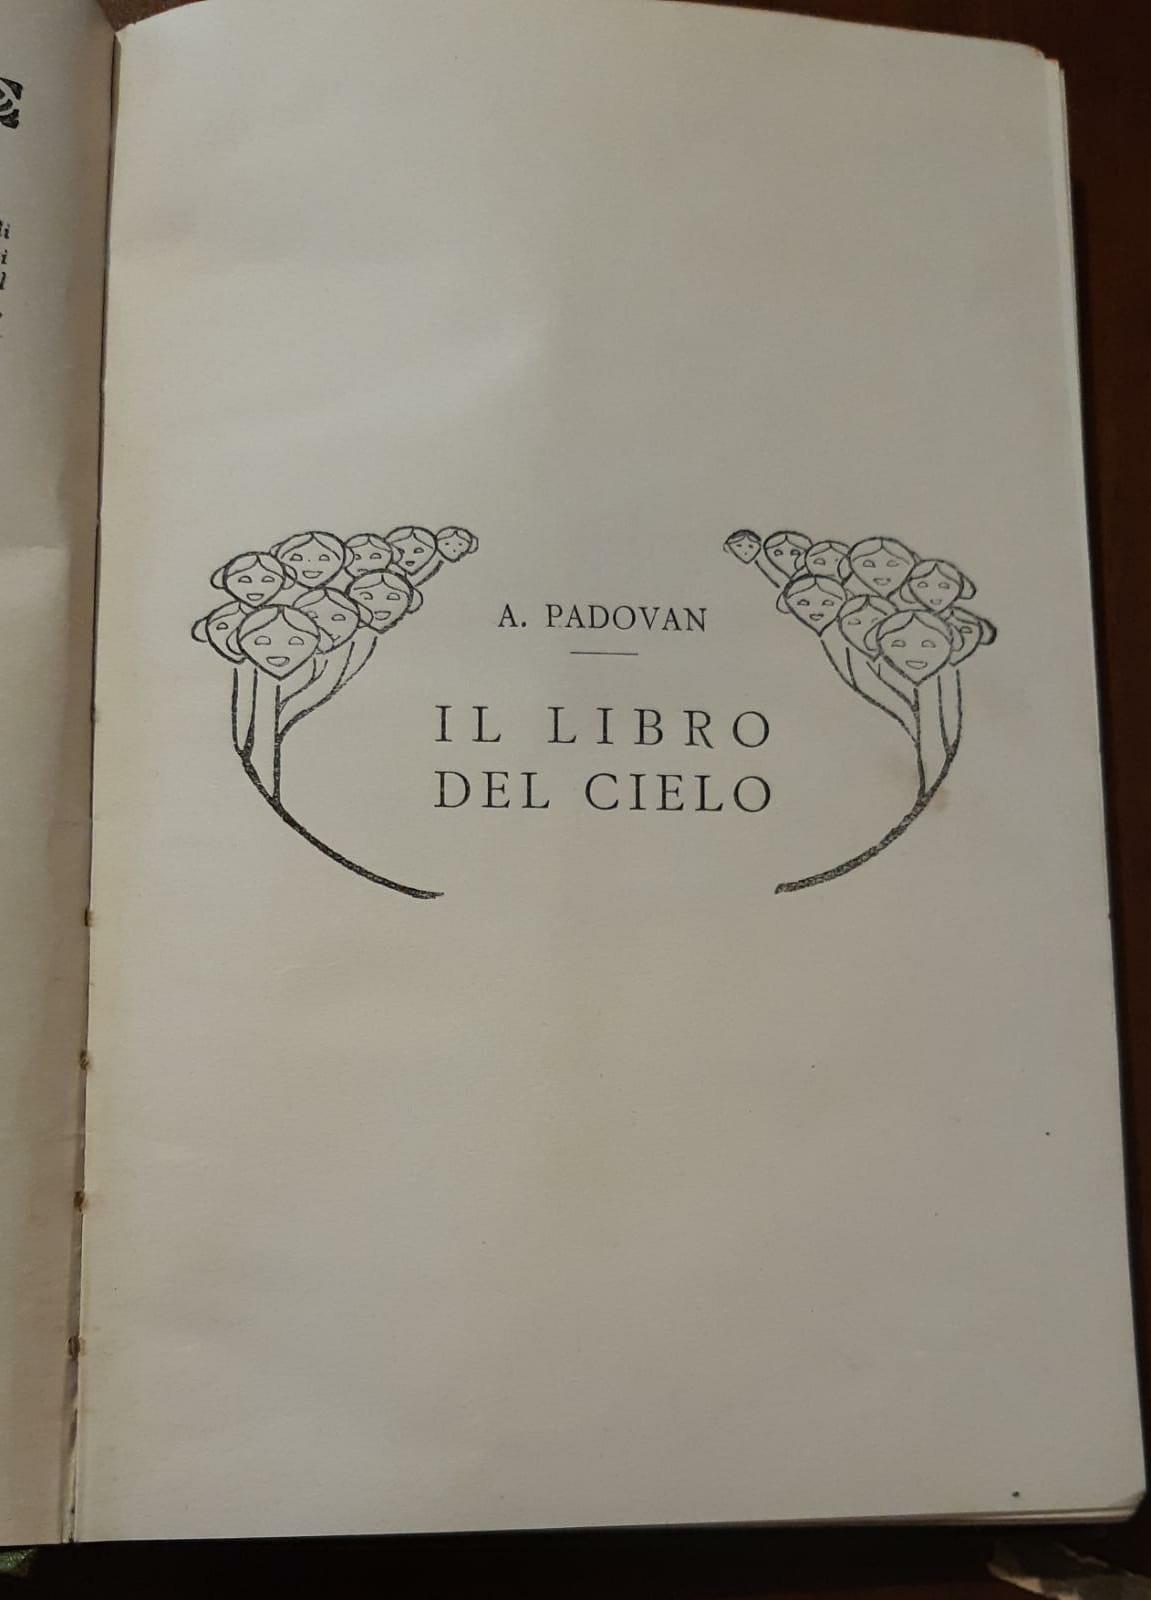 A. PADOVAN
IL LIBRO
DEL CIELO